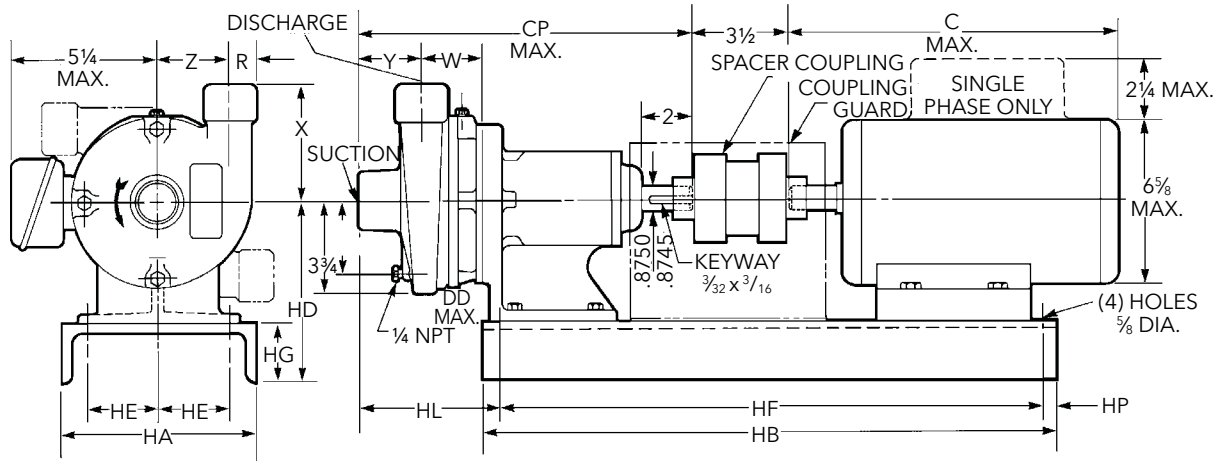 DISCHARGE
CP
MAX.
3½
C
MAX.
5¼
MAX.
Z
R
Y
W
SPACER COUPLING
COUPLING
GUARD
SINGLE
PHASE ONLY
2¼ MAX.
2
X
SUCTION
6⅝
MAX.
3¾
HD
.8750
.8745
KEYWAY
3/32 x 3/16
DD
MAX.
¼ NPT
(4) HOLES
⅝ DIA.
HG
HE
HE
HA
HL
HF
HP
HB